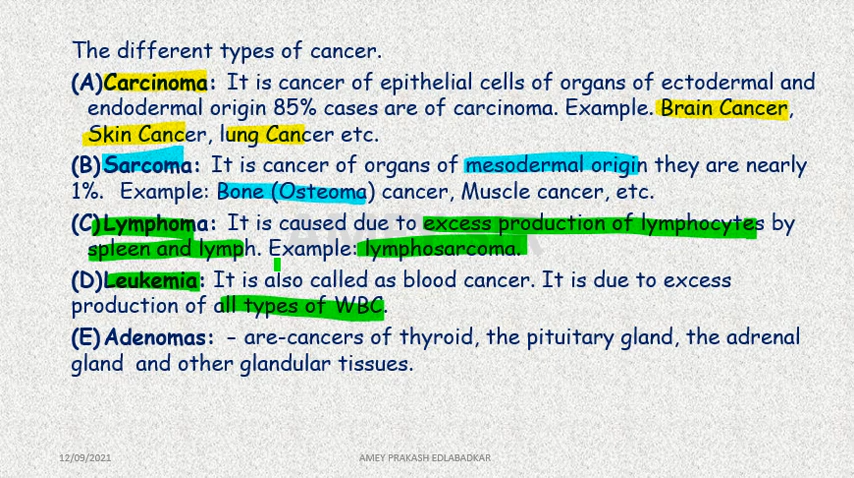 The different types of cancer.
(A)Carcinoma: It is cancer of epithelial cells of organs of ectodermal and
endodermal origin 85% cases are of carcinoma. Example. Brain Cancer,
Skin Cancer, lung Cancer etc.
(B)Sarcoma: It is cancer of organs of mesodermal origin they are nearly
1%. Example: Bone (Osteoma) cancer, Muscle cancer, etc.
(C)Lymphoma: It is caused due to excess production of lymphocytes by
spleen and lymph. Example: lymphosarcoma.
(D)Leukemia: It is also called as blood cancer. It is due to excess
production of all types of WBC.
(E)Adenomas: – are-cancers of thyroid, the pituitary gland, the adrenal
gland and other glandular tissues.
12/09/2021 AMEY PRAKASH EDLABADKAR